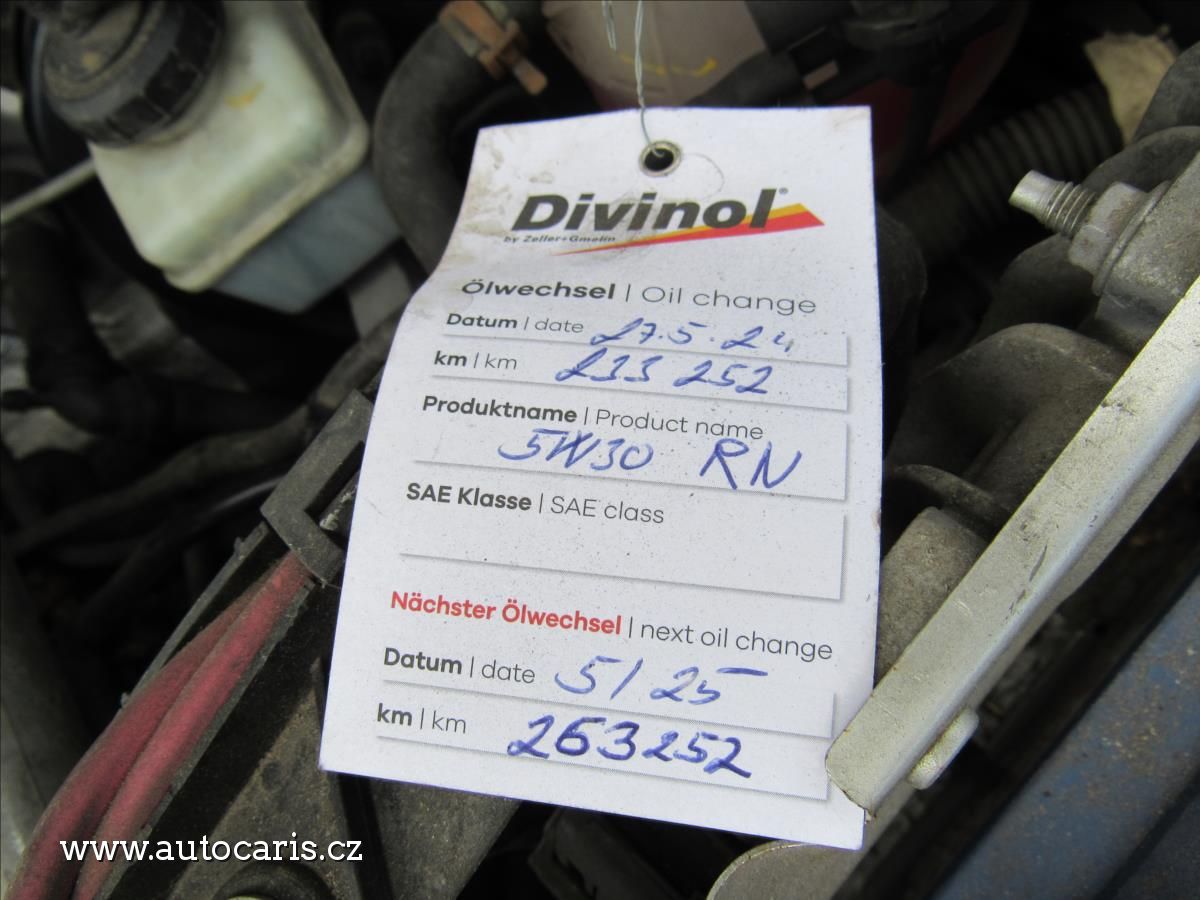 Divinol®
by Zeller+Gmelin
Ölwechsel | Oil change
Datum | date 27.5.24
km | km 233 252
Produktname | Product name
5W30 RN
SAE Klasse | SAE class
Nächster Ölwechsel | next oil change
Datum | date 5/25
km | km 263252
www.autocaris.cz